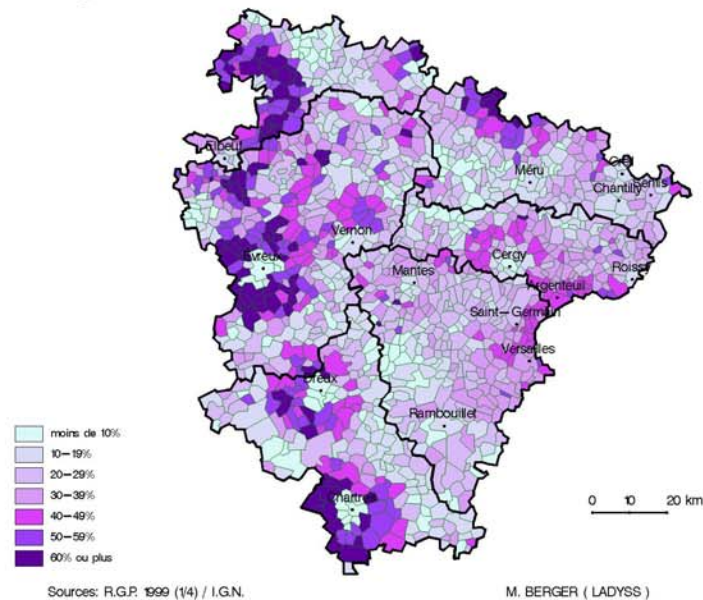 Elbeuf
Méru
Creil
Chantilly
Senlis
Vernon
Evreux
Cergy
Mantes
Roissy
Argenteuil
Saint-Germain
Versailles
Dreux
Rambouillet
Chartres
moins de 10%
10-19%
20-29%
30-39%
40-49%
50-59%
60% ou plus
0 10 20 km
Sources: R.G.P. 1999 (1/4) / I.G.N.
M. BERGER ( LADYSS )